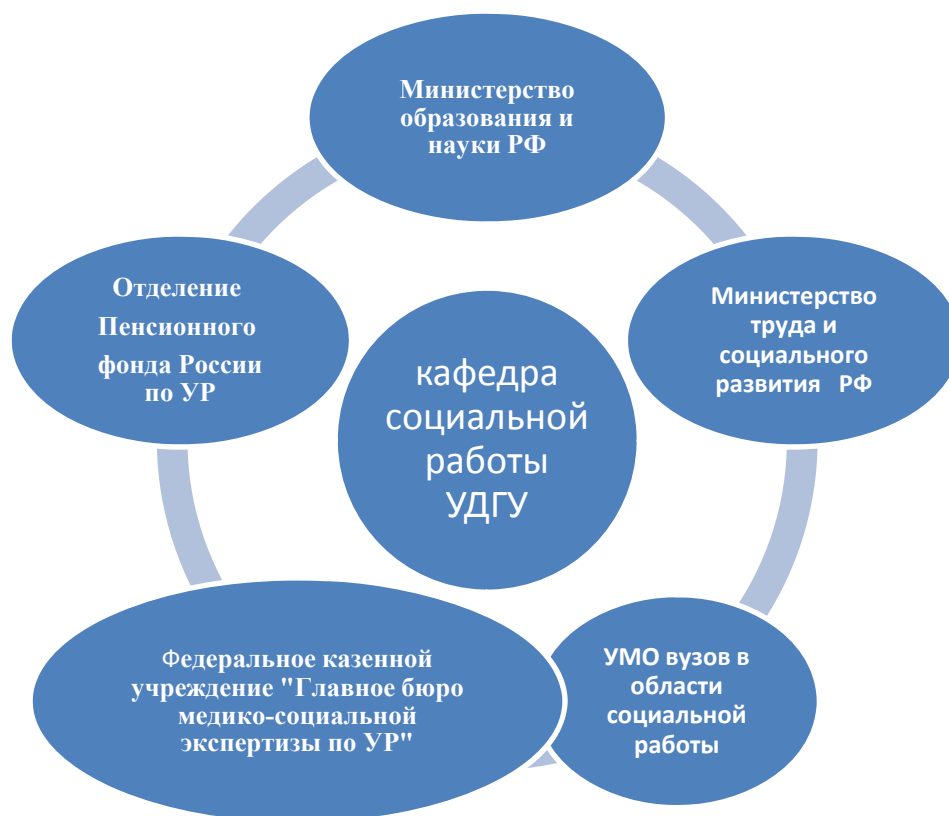 Министерство
образования и
науки РФ
Министерство
труда и
социального
развития РФ
УМО вузов в
области
социальной
работы
Федеральное казенной
учреждение "Главное бюро
медико-социальной
экспертизы по УР"
Отделение
Пенсионного
фонда России
по УР
кафедра
социальной
работы
УДГУ